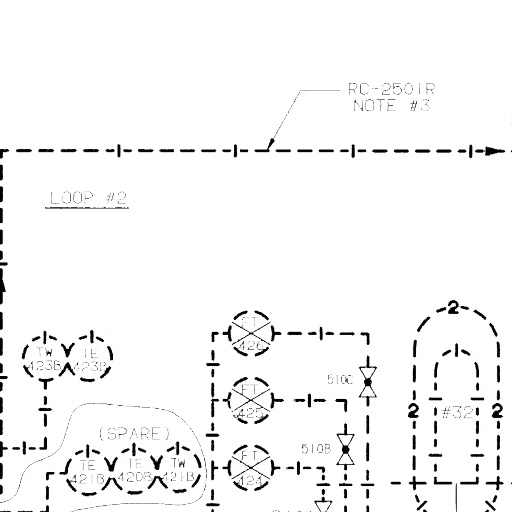 RC-2501R
NOTE #3
LOOP #2
2
FT
426
TW
423B
TE
423B
510C
FT
425
2
#32
2
(SPARE)
510B
TE
421B
TE
420B
TW
421B
FT
424